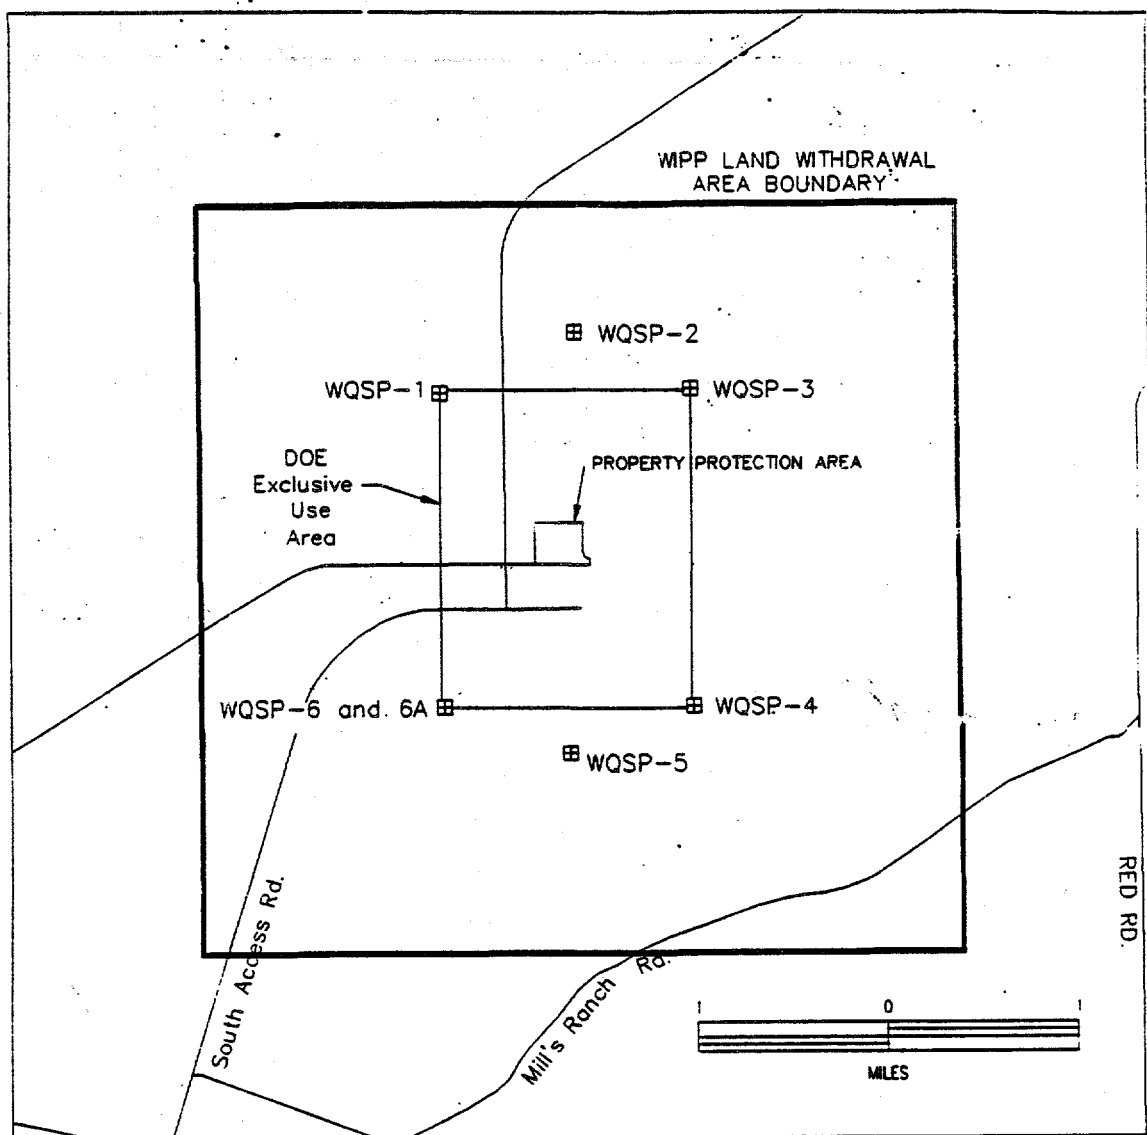 WIPP LAND WITHDRAWAL
AREA BOUNDARY
WQSP-2
WQSP-1
WQSP-3
DOE
Exclusive
Use
Area
PROPERTY PROTECTION AREA
WQSP-6 and 6A
WQSP-4
WQSP-5
South Access Rd.
Mill's Ranch Rd.
RED RD.
1 0 1
MILES